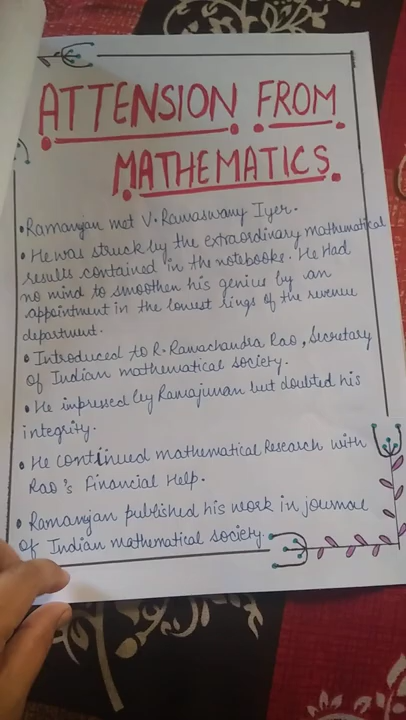 ATTENSION FROM
MATHEMATICS.
• Ramanujan met V. Ramaswamy Iyer.
• He was struck by the extraordinary mathematical
results contained in the notebooks. He Had
no mind to smoothen his genius by an
appointment in the lowest rings of the revenue
department.
• Introduced to R. Ramachandra Rao, Secretary
of Indian mathematical society.
• He impressed by Ramajunan but doubted his
integrity.
• He continued mathematical Research with
Rao's Financial Help.
• Ramanujan published his work in journal
of Indian mathematical society.